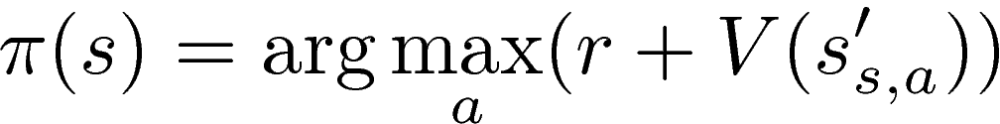 π(s) = arg max_a (r + V(s′_{s,a}))